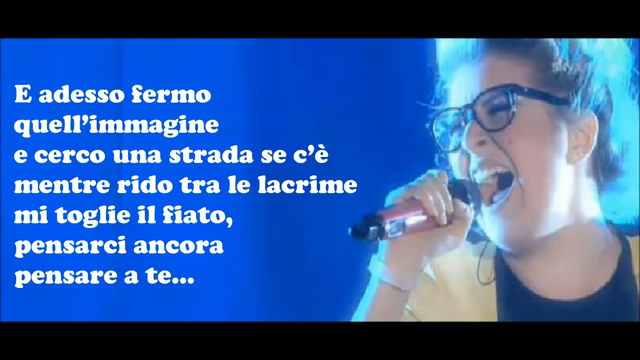 E adesso fermo
quell'immagine
e cerco una strada se c'è
mentre rido tra le lacrime
mi toglie il fiato,
pensarci ancora
pensare a te...